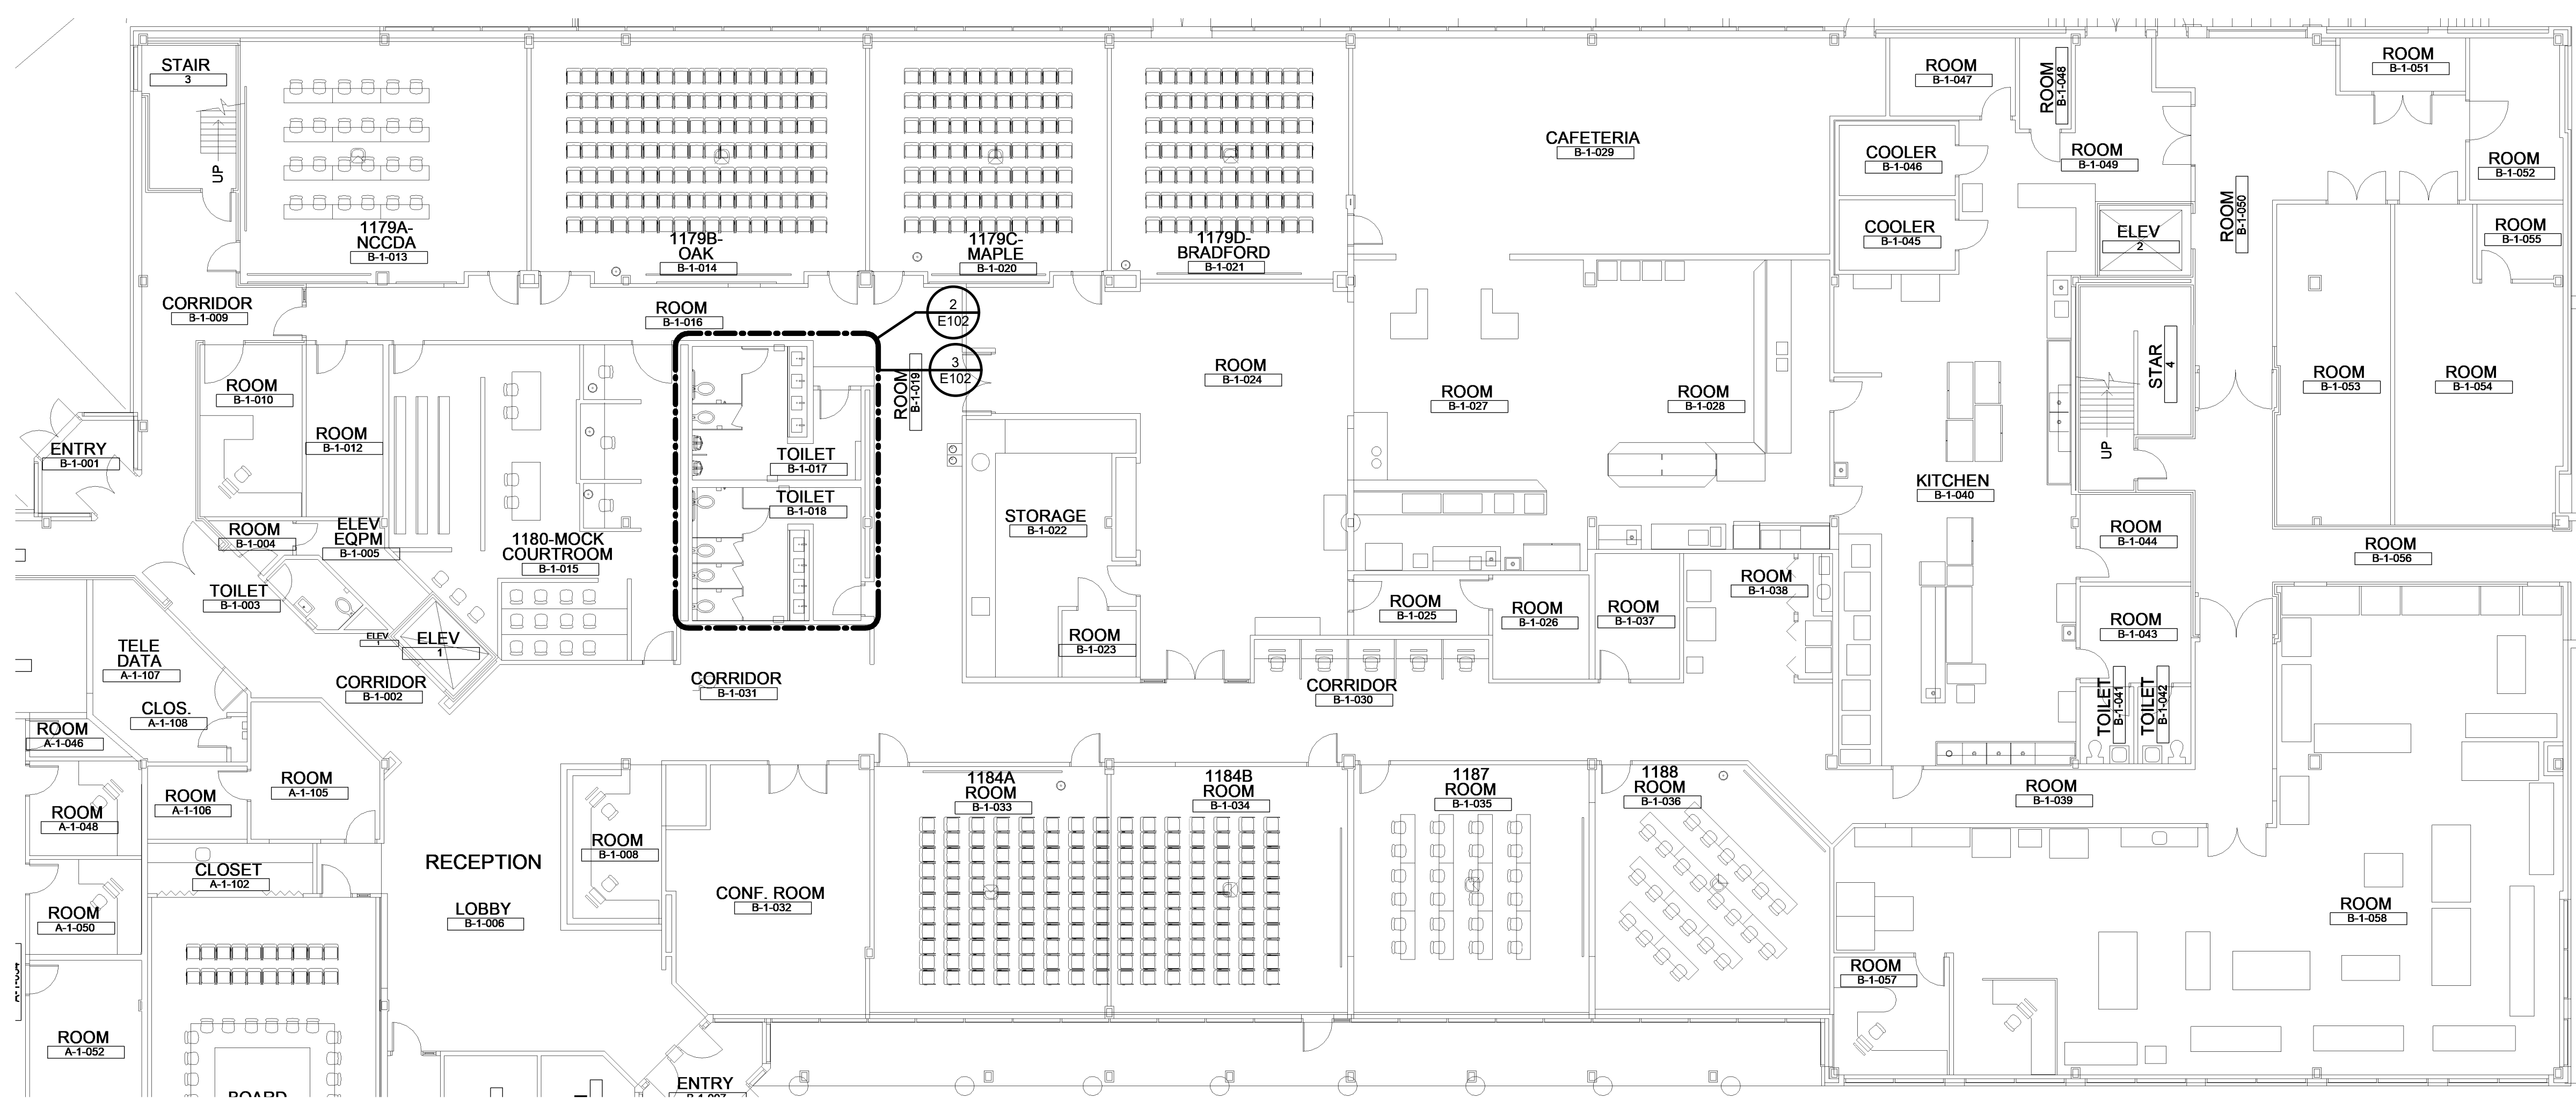 STAIR
3
1179A-
NCCDA
B-1-013
1179B-
OAK
B-1-014
1179C-
MAPLE
B-1-020
1179D-
BRADFORD
B-1-021
CAFETERIA
B-1-029
ROOM
B-1-047
ROOM
B-1-048
ROOM
B-1-049
COOLER
B-1-046
COOLER
B-1-045
ELEV
2
ROOM
B-1-050
ROOM
B-1-051
ROOM
B-1-052
ROOM
B-1-055
UP
CORRIDOR
B-1-009
ROOM
B-1-016
2
E102
3
E102
ROOM
B-1-019
ROOM
B-1-010
ROOM
B-1-012
ENTRY
B-1-001
ROOM
B-1-004
ELEV
EQPM
B-1-005
1180-MOCK
COURTROOM
B-1-015
TOILET
B-1-017
TOILET
B-1-018
STORAGE
B-1-022
ROOM
B-1-023
ROOM
B-1-024
ROOM
B-1-027
ROOM
B-1-028
ROOM
B-1-025
ROOM
B-1-026
ROOM
B-1-037
ROOM
B-1-038
KITCHEN
B-1-040
STAR
4
UP
ROOM
B-1-044
ROOM
B-1-043
TOILET
B-1-041
TOILET
B-1-042
ROOM
B-1-053
ROOM
B-1-054
ROOM
B-1-056
TOILET
B-1-003
ELEV
1
ELEV
1
TELE
DATA
A-1-107
CLOS.
A-1-108
CORRIDOR
B-1-002
CORRIDOR
B-1-031
CORRIDOR
B-1-030
ROOM
A-1-046
ROOM
A-1-048
ROOM
A-1-106
ROOM
A-1-105
CLOSET
A-1-102
ROOM
A-1-050
ROOM
A-1-052
RECEPTION
LOBBY
B-1-006
ROOM
B-1-008
CONF. ROOM
B-1-032
1184A
ROOM
B-1-033
1184B
ROOM
B-1-034
1187
ROOM
B-1-035
1188
ROOM
B-1-036
ROOM
B-1-039
ROOM
B-1-057
ROOM
B-1-058
BOARD
ENTRY
B-1-007